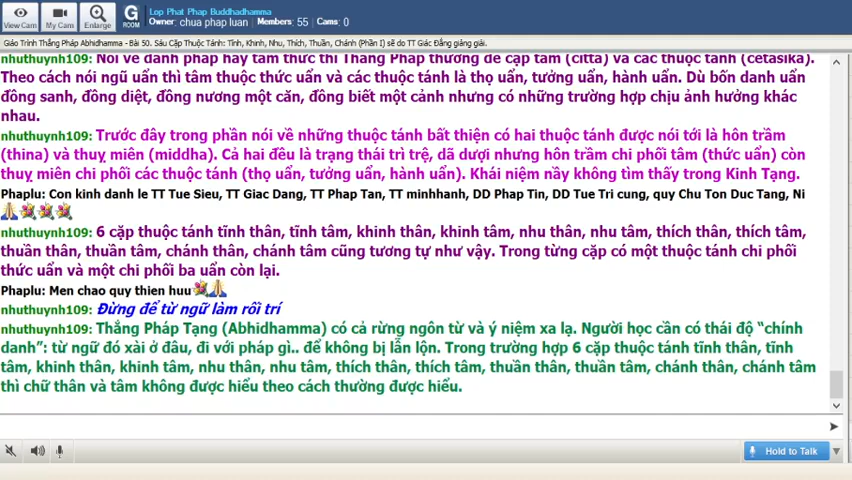 Lop Phat Phap Buddhadhamma
Owner: chua phap luan Members: 55 Cams: 0
View Cam My Cam Enlarge G ROOM
Giáo Trình Thắng Pháp Abhidhamma - Bài 50. Sáu Cặp Thuộc Tánh: Tĩnh, Khinh, Nhu, Thích, Thuần, Chánh (Phần I) sẽ do TT Giác Đẳng giảng giải.
nhuthuynh109: Nói về danh pháp hay tâm thức thì Thắng Pháp thường đề cập tâm (citta) và các thuộc tánh (cetasika).
Theo cách nói ngũ uẩn thì tâm thuộc thức uẩn và các thuộc tánh là thọ uẩn, tưởng uẩn, hành uẩn. Dù bốn danh uẩn
đồng sanh, đồng diệt, đồng nương một căn, đồng biết một cảnh nhưng có những trường hợp chịu ảnh hưởng khác
nhau.
nhuthuynh109: Trước đây trong phần nói về những thuộc tánh bất thiện có hai thuộc tánh được nói tới là hôn trầm
(thina) và thuỵ miên (middha). Cả hai đều là trạng thái trì trệ, dã dượi nhưng hôn trầm chi phối tâm (thức uẩn) còn
thuỵ miên chi phối các thuộc tánh (thọ uẩn, tưởng uẩn, hành uẩn). Khái niệm nầy không tìm thấy trong Kinh Tạng.
Phaplu: Con kinh danh le TT Tue Sieu, TT Giac Dang, TT Phap Tan, TT minhhanh, DD Phap Tin, DD Tue Tri cung, quy Chu Ton Duc Tang, Ni
nhuthuynh109: 6 cặp thuộc tánh tĩnh thân, tĩnh tâm, khinh thân, khinh tâm, nhu thân, nhu tâm, thích thân, thích tâm,
thuần thân, thuần tâm, chánh thân, chánh tâm cũng tương tự như vậy. Trong từng cặp có một thuộc tánh chi phối
thức uẩn và một chi phối ba uẩn còn lại.
Phaplu: Men chao quy thien huu
nhuthuynh109: Đừng để từ ngữ làm rối trí
nhuthuynh109: Thắng Pháp Tạng (Abhidhamma) có cả rừng ngôn từ và ý niệm xa lạ. Người học cần có thái độ “chính
danh”: từ ngữ đó xài ở đâu, đi với pháp gì.. để không bị lẫn lộn. Trong trường hợp 6 cặp thuộc tánh tĩnh thân, tĩnh
tâm, khinh thân, khinh tâm, nhu thân, nhu tâm, thích thân, thích tâm, thuần thân, thuần tâm, chánh thân, chánh tâm
thì chữ thân và tâm không được hiểu theo cách thường được hiểu.
Hold to Talk